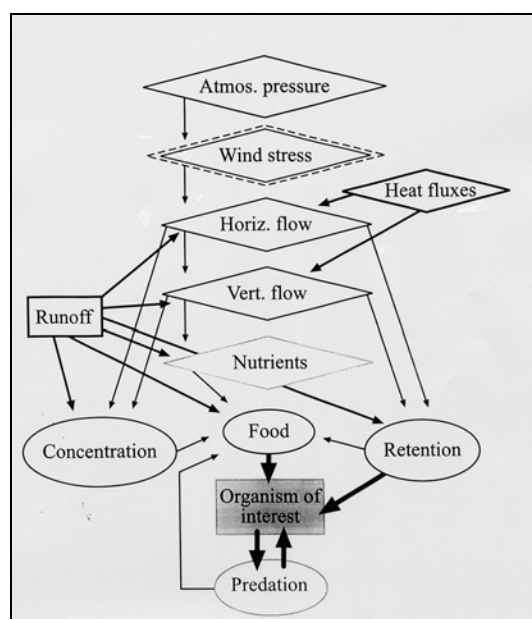 Atmos. pressure
Wind stress
Heat fluxes
Horiz. flow
Vert. flow
Runoff
Nutrients
Food
Concentration
Retention
Organism of
interest
Predation